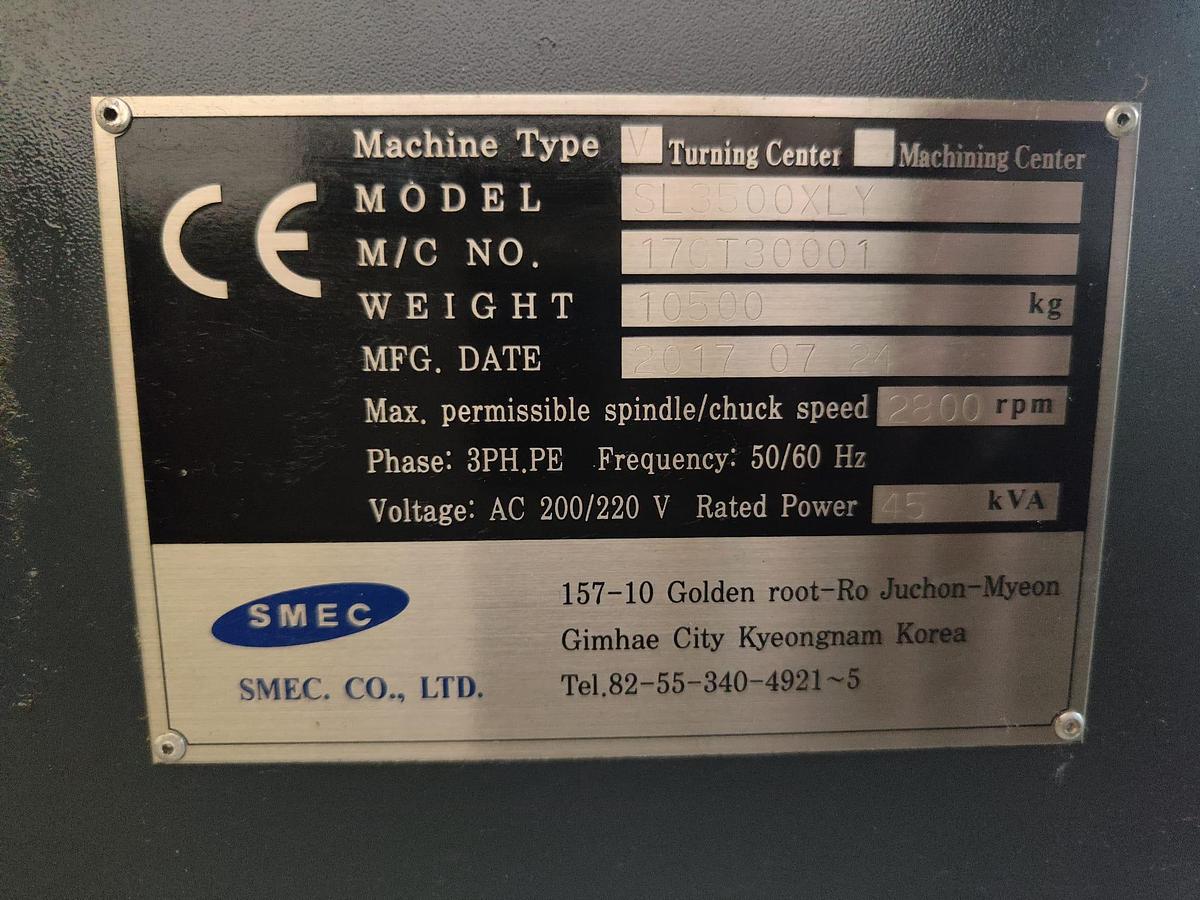 Machine Type V Turning Center Machining Center
CE
MODEL SL3500XLY
M/C NO. 17GT30001
WEIGHT 10500 kg
MFG. DATE 2017 07 24
Max. permissible spindle/chuck speed 2800 rpm
Phase: 3PH.PE Frequency: 50/60 Hz
Voltage: AC 200/220 V Rated Power 45 kVA
SMEC
SMEC. CO., LTD.
157-10 Golden root-Ro Juchon-Myeon
Gimhae City Kyeongnam Korea
Tel.82-55-340-4921~5